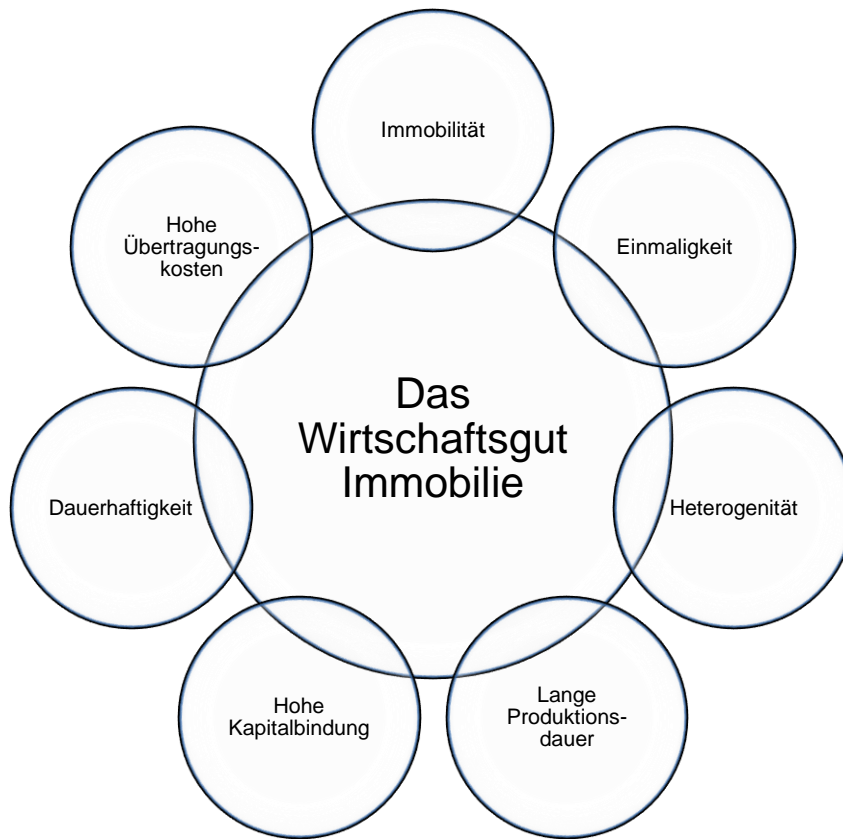 Immobilität
Hohe
Übertragungs-
kosten
Einmaligkeit
Das
Wirtschaftsgut
Immobilie
Dauerhaftigkeit
Heterogenität
Hohe
Kapitalbindung
Lange
Produktions-
dauer